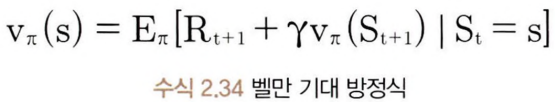 v_π(s) = E_π[R_{t+1} + γv_π(S_{t+1}) | S_t = s]
수식 2.34 벨만 기대 방정식